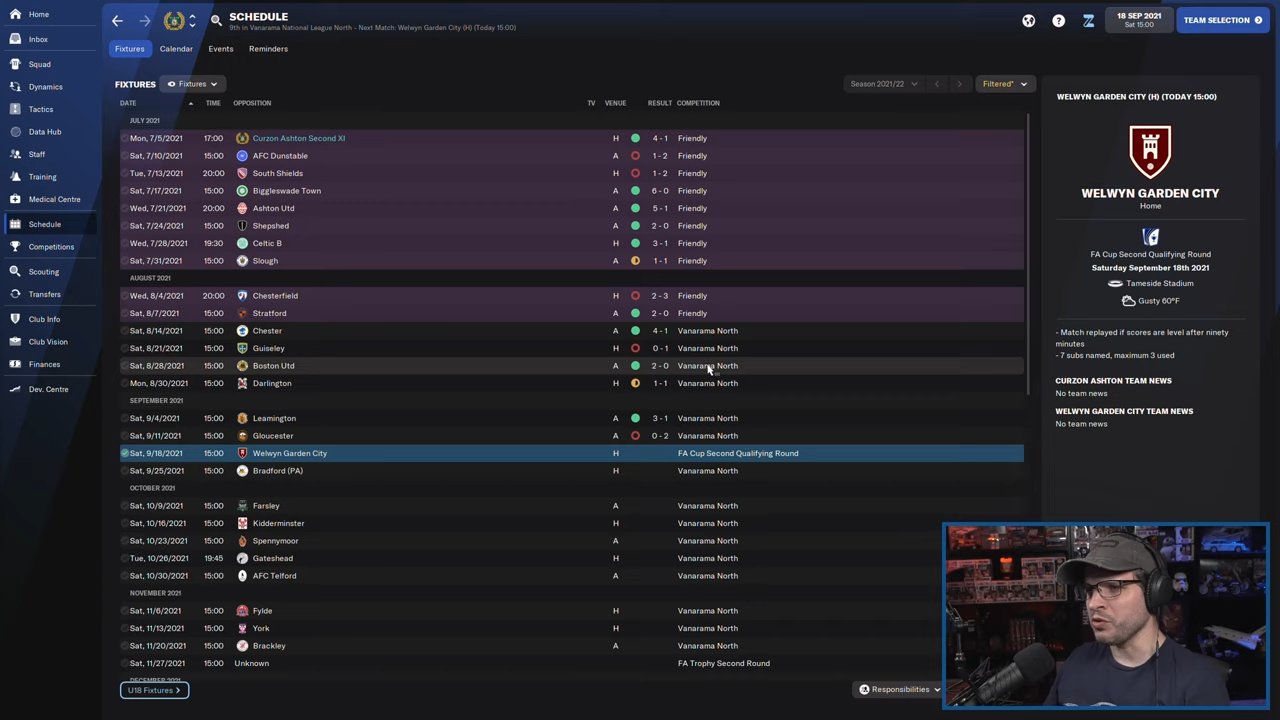 Home
SCHEDULE
9th in Vanarama National League North - Next Match: Welwyn Garden City (H) (Today 15:00)
18 SEP 2021
Sat 15:00
TEAM SELECTION
Inbox
Squad
Dynamics
Tactics
Data Hub
Staff
Training
Medical Centre
Schedule
Competitions
Scouting
Transfers
Club Info
Club Vision
Finances
Dev. Centre
Fixtures Calendar Events Reminders
FIXTURES Fixtures Season 2021/22 Filtered*
DATE TIME OPPOSITION TV VENUE RESULT COMPETITION
JULY 2021
Mon, 7/5/2021 17:00 Curzon Ashton Second XI H 4 - 1 Friendly
Sat, 7/10/2021 15:00 AFC Dunstable A 1 - 2 Friendly
Tue, 7/13/2021 20:00 South Shields H 1 - 2 Friendly
Sat, 7/17/2021 15:00 Biggleswade Town A 6 - 0 Friendly
Wed, 7/21/2021 20:00 Ashton Utd A 5 - 1 Friendly
Sat, 7/24/2021 15:00 Shepshed A 2 - 0 Friendly
Wed, 7/28/2021 19:30 Celtic B H 3 - 1 Friendly
Sat, 7/31/2021 15:00 Slough A 1 - 1 Friendly
AUGUST 2021
Wed, 8/4/2021 20:00 Chesterfield H 2 - 3 Friendly
Sat, 8/7/2021 15:00 Stratford A 2 - 0 Friendly
Sat, 8/14/2021 15:00 Chester A 4 - 1 Vanarama North
Sat, 8/21/2021 15:00 Guiseley H 0 - 1 Vanarama North
Sat, 8/28/2021 15:00 Boston Utd A 2 - 0 Vanarama North
Mon, 8/30/2021 15:00 Darlington H 1 - 1 Vanarama North
SEPTEMBER 2021
Sat, 9/4/2021 15:00 Leamington A 3 - 1 Vanarama North
Sat, 9/11/2021 15:00 Gloucester A 0 - 2 Vanarama North
Sat, 9/18/2021 15:00 Welwyn Garden City H FA Cup Second Qualifying Round
Sat, 9/25/2021 15:00 Bradford (PA) H Vanarama North
OCTOBER 2021
Sat, 10/9/2021 15:00 Farsley A Vanarama North
Sat, 10/16/2021 15:00 Kidderminster H Vanarama North
Sat, 10/23/2021 15:00 Spennymoor A Vanarama North
Tue, 10/26/2021 19:45 Gateshead H Vanarama North
Sat, 10/30/2021 15:00 AFC Telford A Vanarama North
NOVEMBER 2021
Sat, 11/6/2021 15:00 Fylde H Vanarama North
Sat, 11/13/2021 15:00 York H Vanarama North
Sat, 11/20/2021 15:00 Brackley A Vanarama North
Sat, 11/27/2021 15:00 Unknown FA Trophy Second Round
DECEMBER 2021
U18 Fixtures
Responsibilities
WELWYN GARDEN CITY (H) (TODAY 15:00)
WELWYN GARDEN CITY
Home
FA Cup Second Qualifying Round
Saturday September 18th 2021
Tameside Stadium
Gusty 60°F
- Match replayed if scores are level after ninety
minutes
- 7 subs named, maximum 3 used
CURZON ASHTON TEAM NEWS
No team news
WELWYN GARDEN CITY TEAM NEWS
No team news